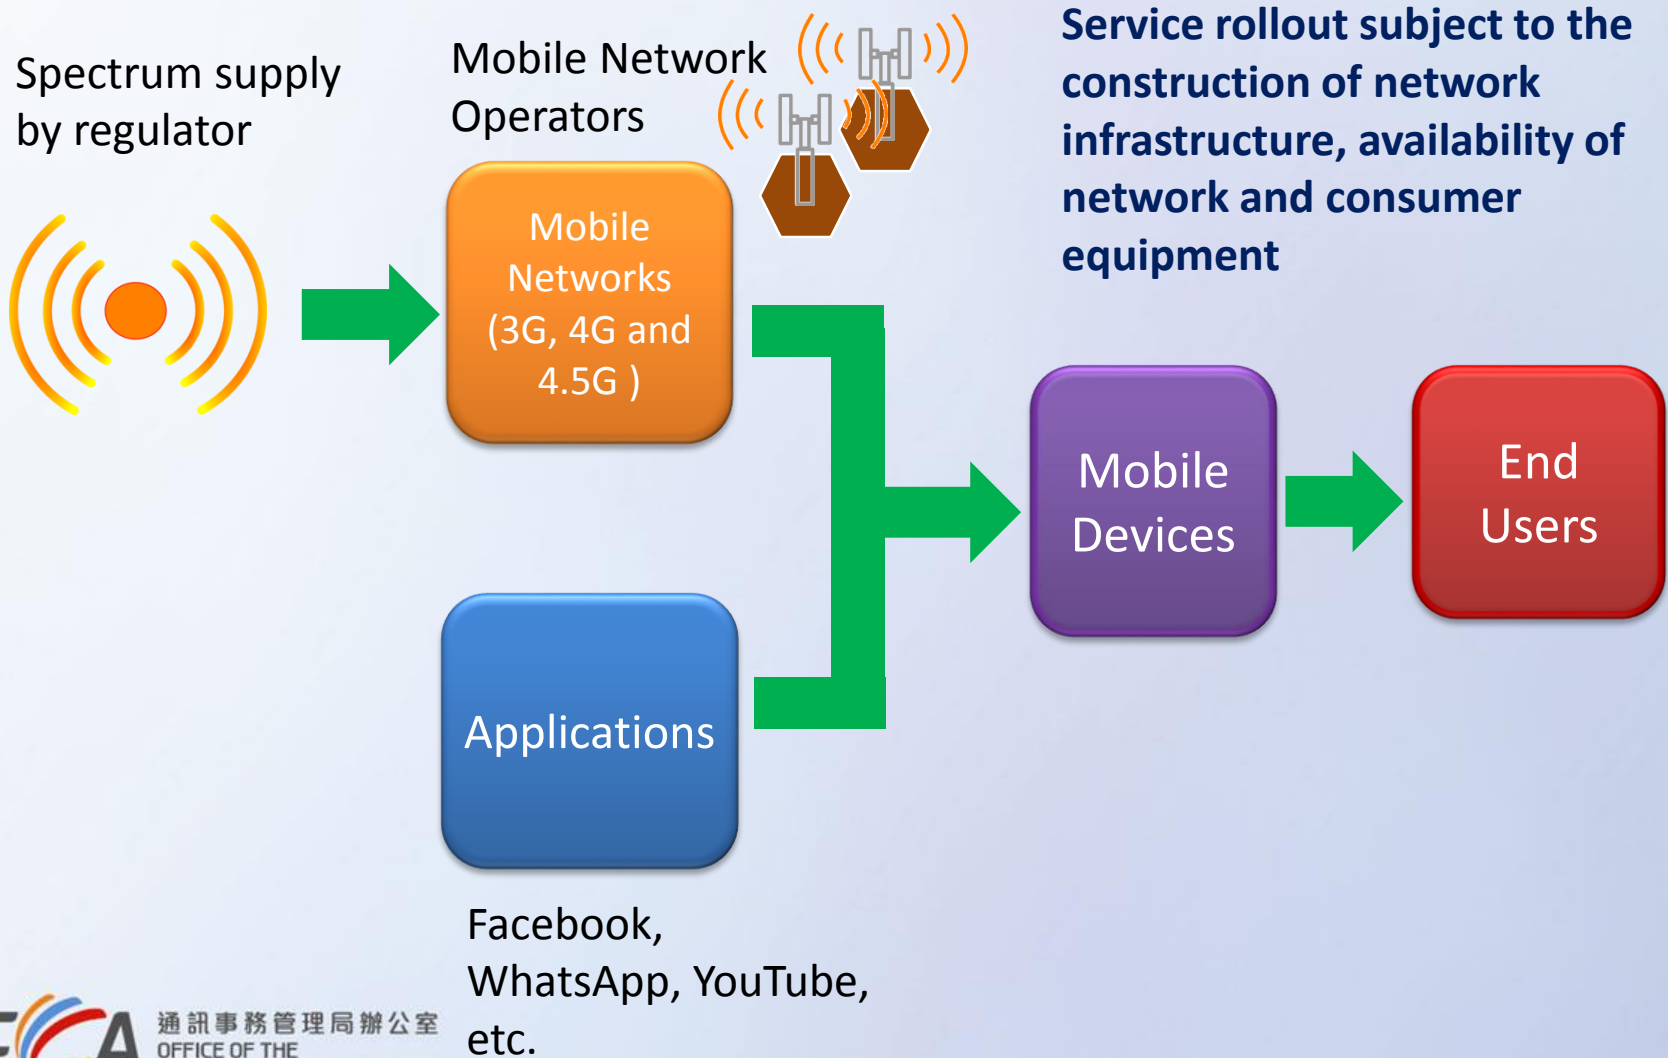 Spectrum supply
by regulator
Mobile Network
Operators
Service rollout subject to the
construction of network
infrastructure, availability of
network and consumer
equipment
Mobile
Networks
(3G, 4G and
4.5G )
Mobile
Devices
End
Users
Applications
Facebook,
WhatsApp, YouTube,
etc.
通訊事務管理局辦公室
OFFICE OF THE